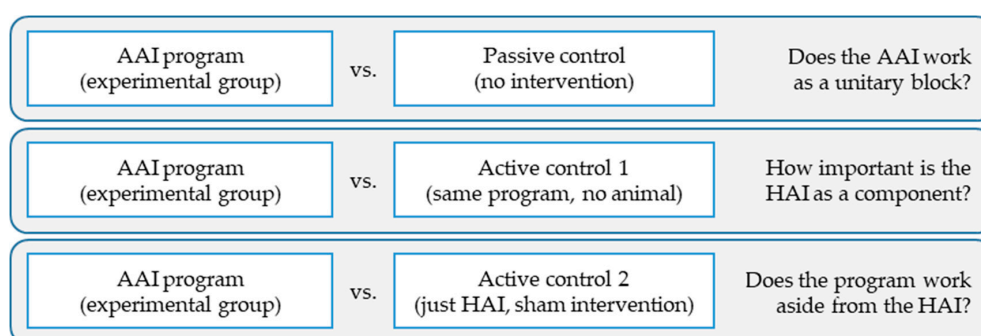 AAI program
(experimental group)
vs.
Passive control
(no intervention)
Does the AAI work
as a unitary block?
AAI program
(experimental group)
vs.
Active control 1
(same program, no animal)
How important is the
HAI as a component?
AAI program
(experimental group)
vs.
Active control 2
(just HAI, sham intervention)
Does the program work
aside from the HAI?